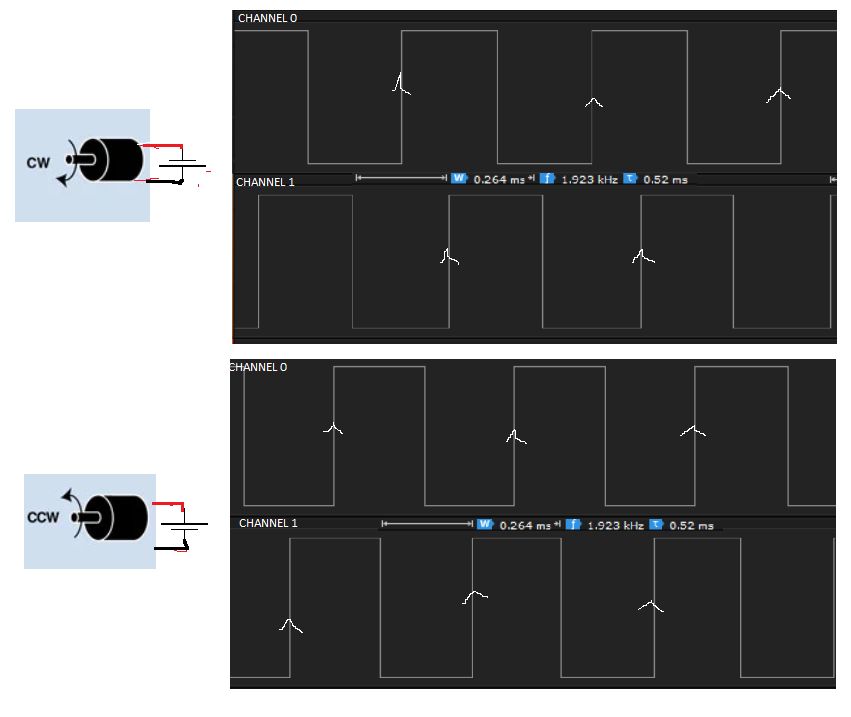 CHANNEL 0
CW
W 0.264 ms f 1.923 kHz τ 0.52 ms
CHANNEL 1
CHANNEL 0
CCW
CHANNEL 1
W 0.264 ms f 1.923 kHz τ 0.52 ms